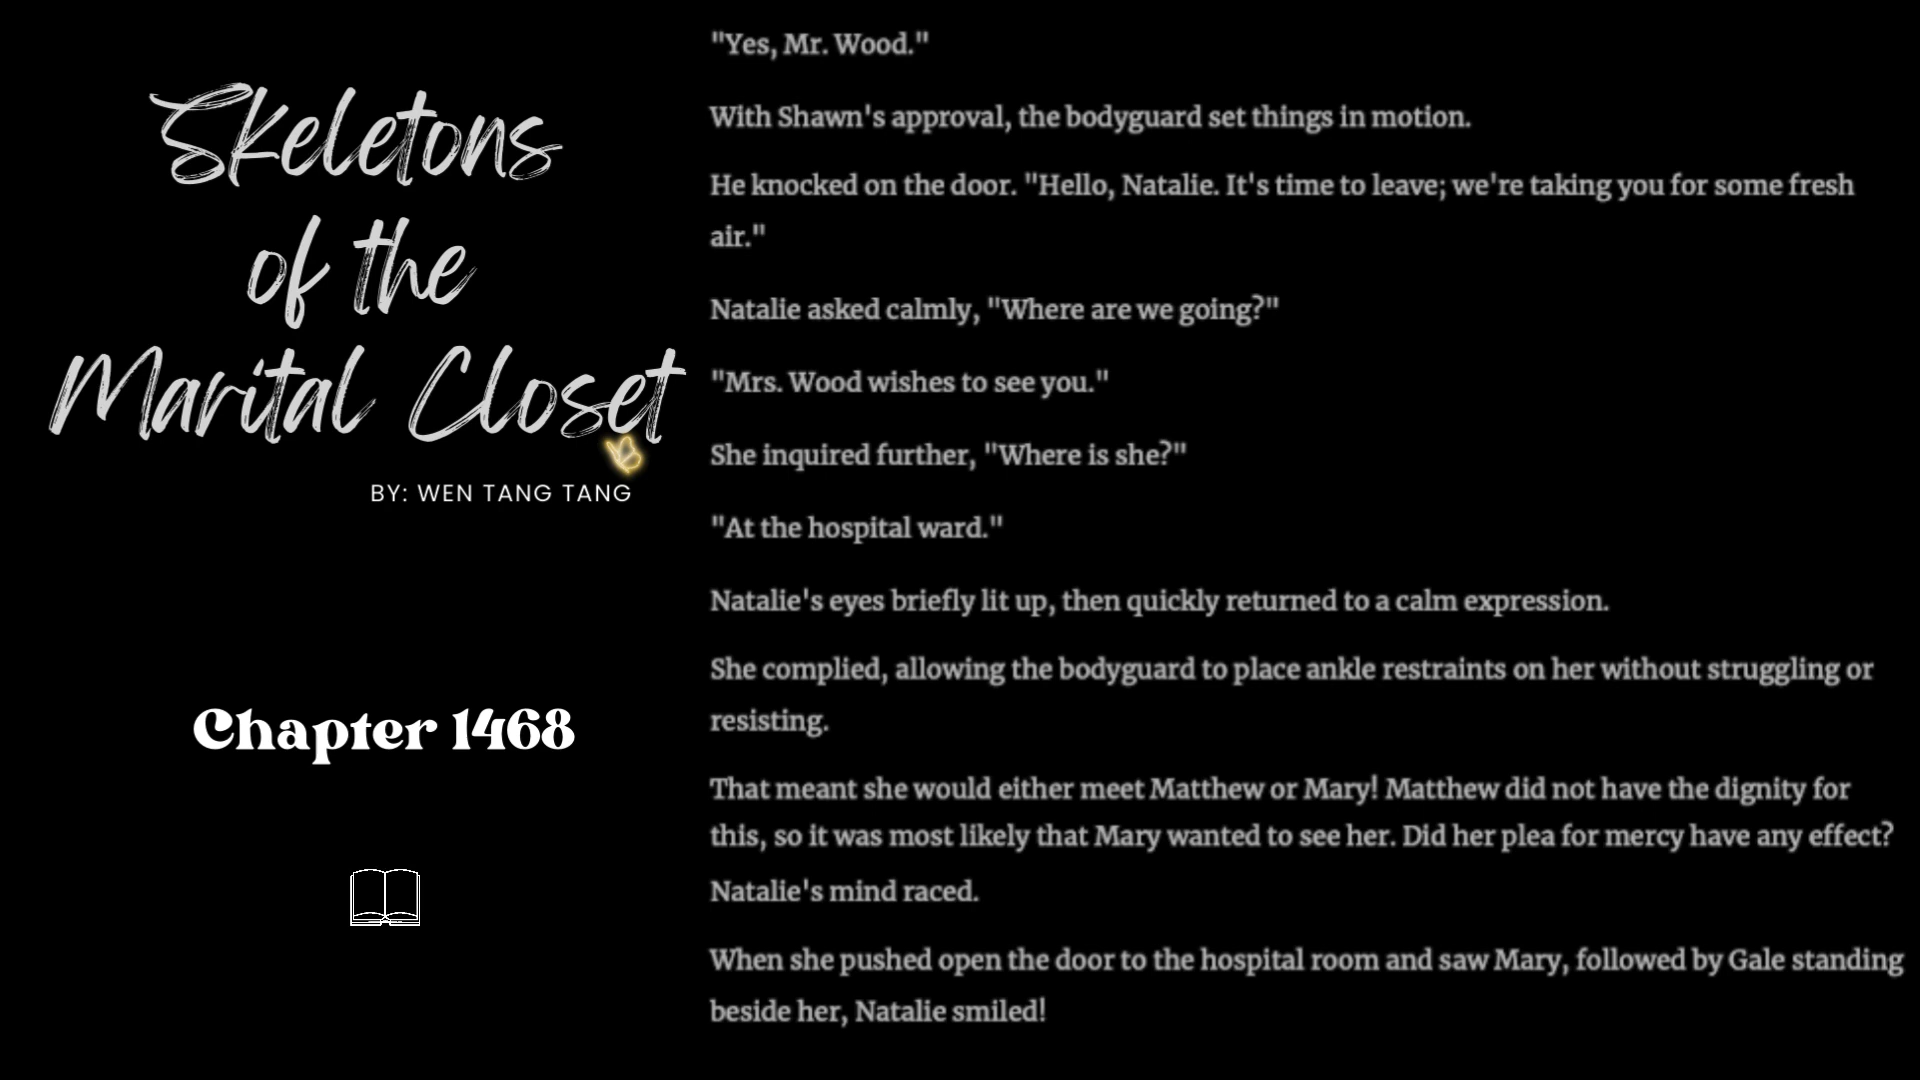 Skeletons
of the
Marital Closet
BY: WEN TANG TANG
Chapter 1468
"Yes, Mr. Wood."
With Shawn's approval, the bodyguard set things in motion.
He knocked on the door. "Hello, Natalie. It's time to leave; we're taking you for some fresh
air."
Natalie asked calmly, "Where are we going?"
"Mrs. Wood wishes to see you."
She inquired further, "Where is she?"
"At the hospital ward."
Natalie's eyes briefly lit up, then quickly returned to a calm expression.
She complied, allowing the bodyguard to place ankle restraints on her without struggling or
resisting.
That meant she would either meet Matthew or Mary! Matthew did not have the dignity for
this, so it was most likely that Mary wanted to see her. Did her plea for mercy have any effect?
Natalie's mind raced.
When she pushed open the door to the hospital room and saw Mary, followed by Gale standing
beside her, Natalie smiled!